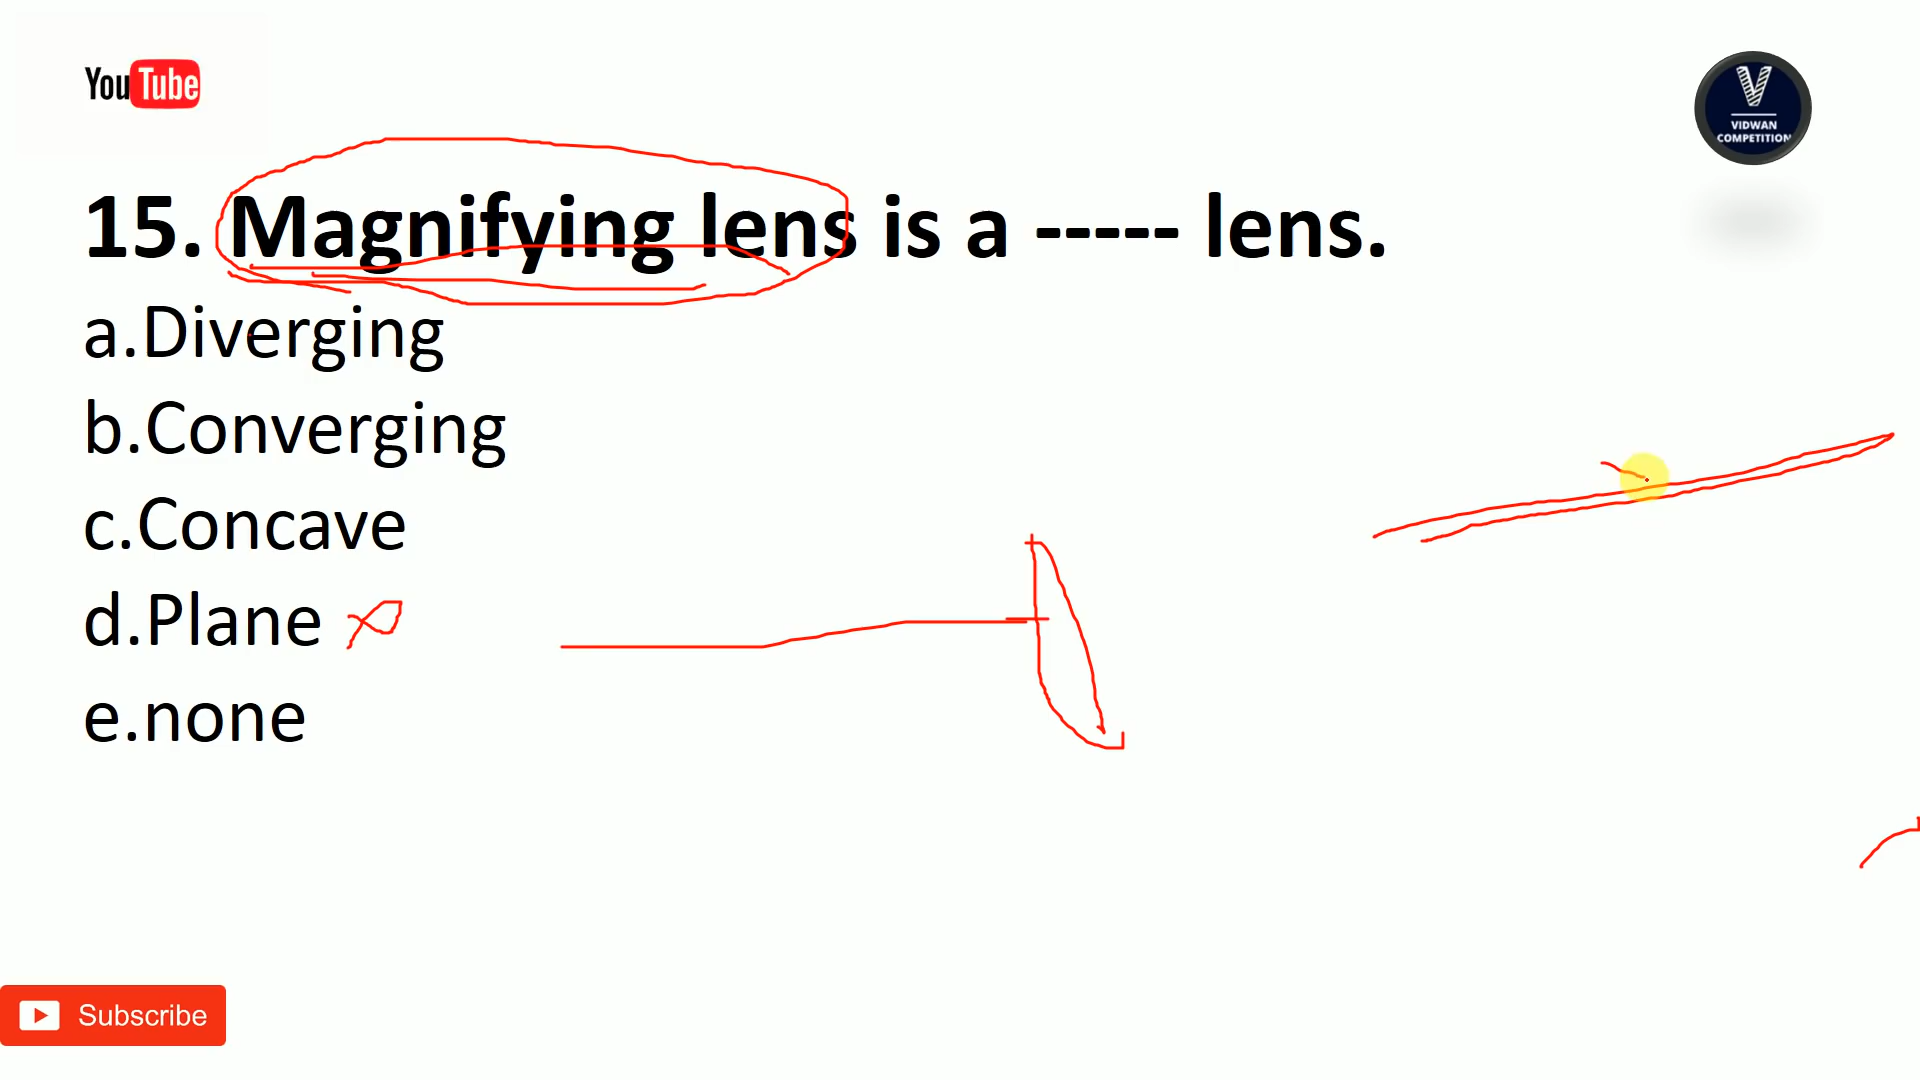 YouTube
VIDWAN
COMPETITION
15. Magnifying lens is a ----- lens.
a.Diverging
b.Converging
c.Concave
d.Plane
e.none
Subscribe